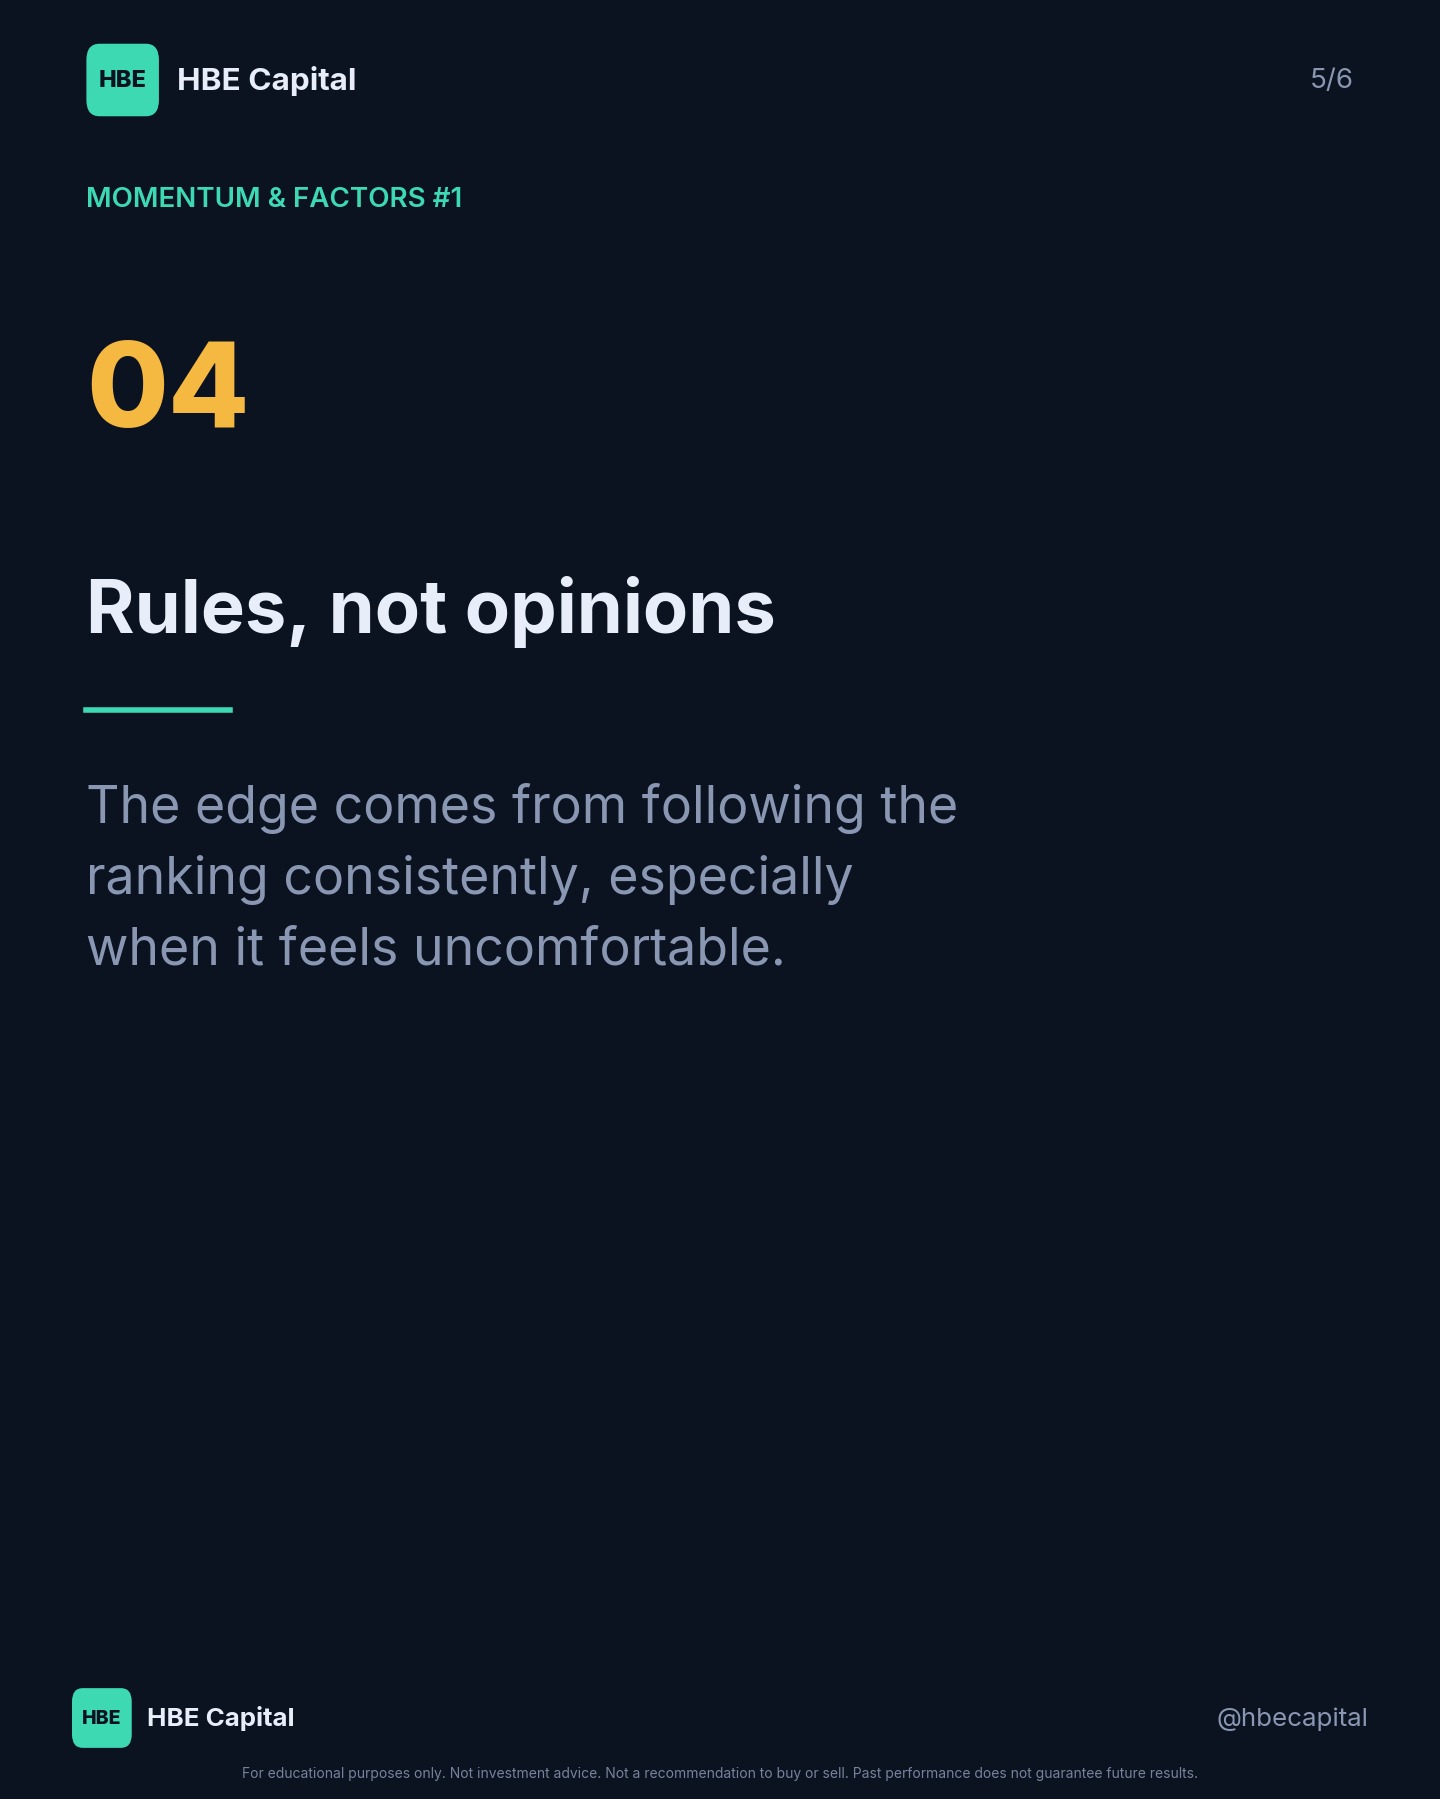 HBE
HBE Capital
5/6
MOMENTUM & FACTORS #1
04
Rules, not opinions
The edge comes from following the
ranking consistently, especially
when it feels uncomfortable.
HBE
HBE Capital
@hbecapital
For educational purposes only. Not investment advice. Not a recommendation to buy or sell. Past performance does not guarantee future results.